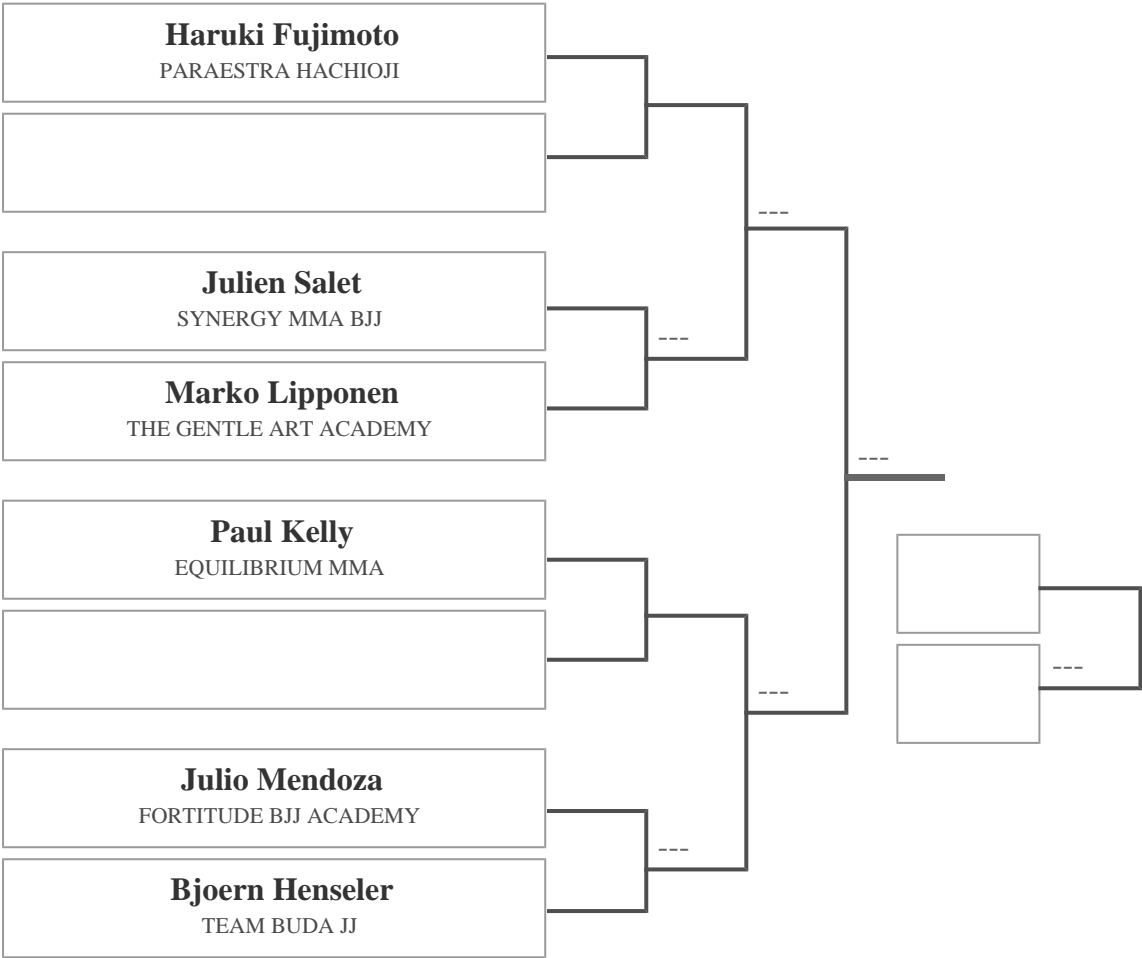 Haruki Fujimoto
PARAESTRA HACHIOJI
---
Julien Salet
SYNERGY MMA BJJ
---
Marko Lipponen
THE GENTLE ART ACADEMY
---
Paul Kelly
EQUILIBRIUM MMA
---
---
Julio Mendoza
FORTITUDE BJJ ACADEMY
---
Bjoern Henseler
TEAM BUDA JJ